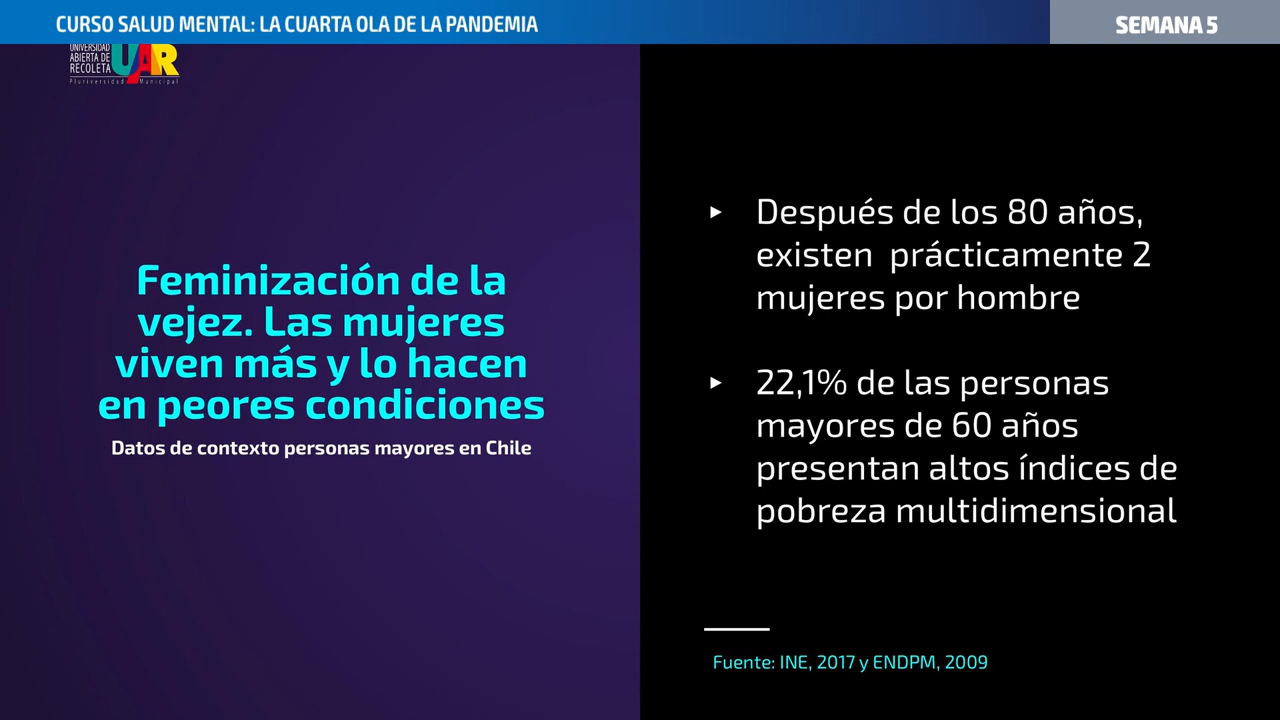 CURSO SALUD MENTAL: LA CUARTA OLA DE LA PANDEMIA
SEMANA 5
UNIVERSIDAD
ABIERTA DE
RECOLETA
UAR
Pluriversidad Municipal
Feminización de la
vejez. Las mujeres
viven más y lo hacen
en peores condiciones
Datos de contexto personas mayores en Chile
▸ Después de los 80 años,
existen prácticamente 2
mujeres por hombre
▸ 22,1% de las personas
mayores de 60 años
presentan altos índices de
pobreza multidimensional
Fuente: INE, 2017 y ENDPM, 2009